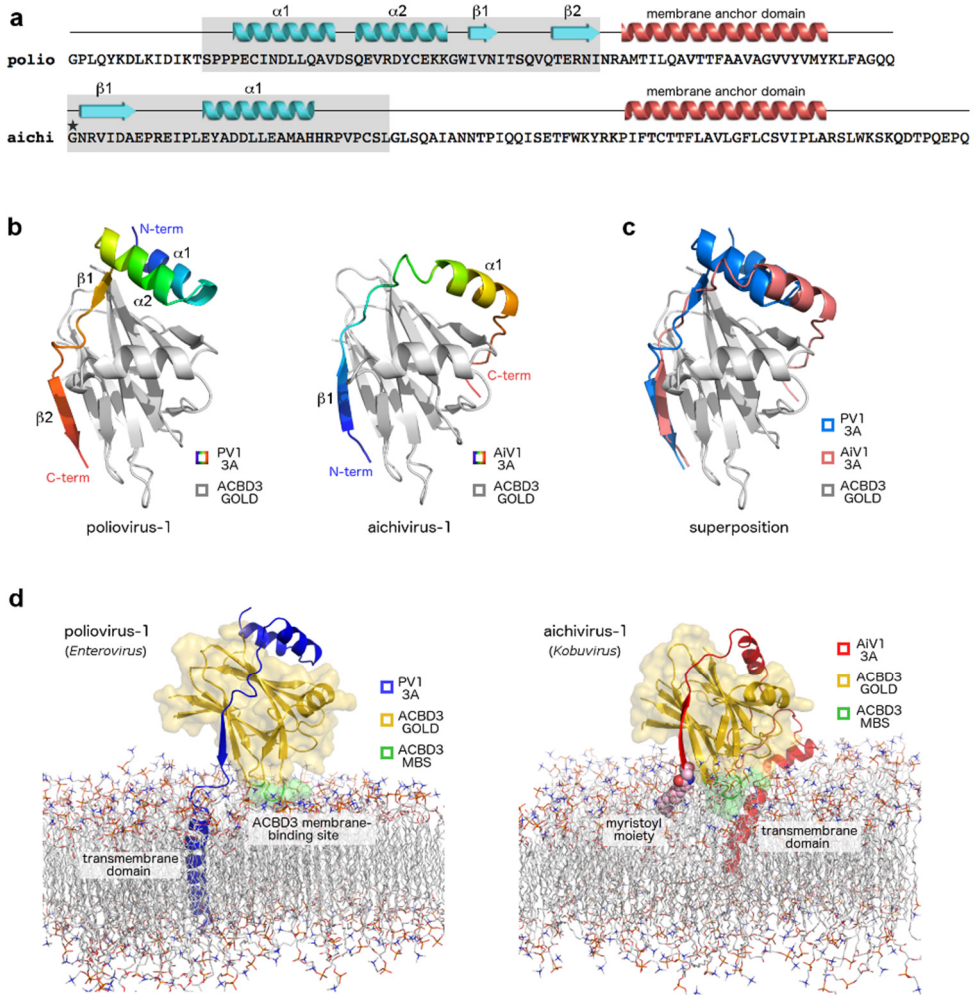 a
α1 α2 β1 β2 membrane anchor domain
polio GPLQYKDLKIDIKTSPPPECINDLLQAVDSQEVRDYCEKKGWIVNITSQVQTERNINRAMTILQAVTTFAAVAGVVYVMYKLFAGQQ
β1 α1 membrane anchor domain
★
aichi GNRVIDAEPREIPLEYADDLLEAMAHHRPVPCSLGLSQAIANNTPIQQISETFWKYRKPIFTCTTFLAVLGFLCSVIPLARSLWKSKQDTPQEPQ
b
N-term
α1
β1
α2
β2
C-term
PV1
3A
ACBD3
GOLD
poliovirus-1
α1
C-term
β1
N-term
AiV1
3A
ACBD3
GOLD
aichivirus-1
c
PV1
3A
AiV1
3A
ACBD3
GOLD
superposition
d
poliovirus-1
(Enterovirus)
PV1
3A
ACBD3
GOLD
ACBD3
MBS
ACBD3 membrane-
binding site
transmembrane
domain
aichivirus-1
(Kobuvirus)
AiV1
3A
ACBD3
GOLD
ACBD3
MBS
myristoyl
moiety
transmembrane
domain